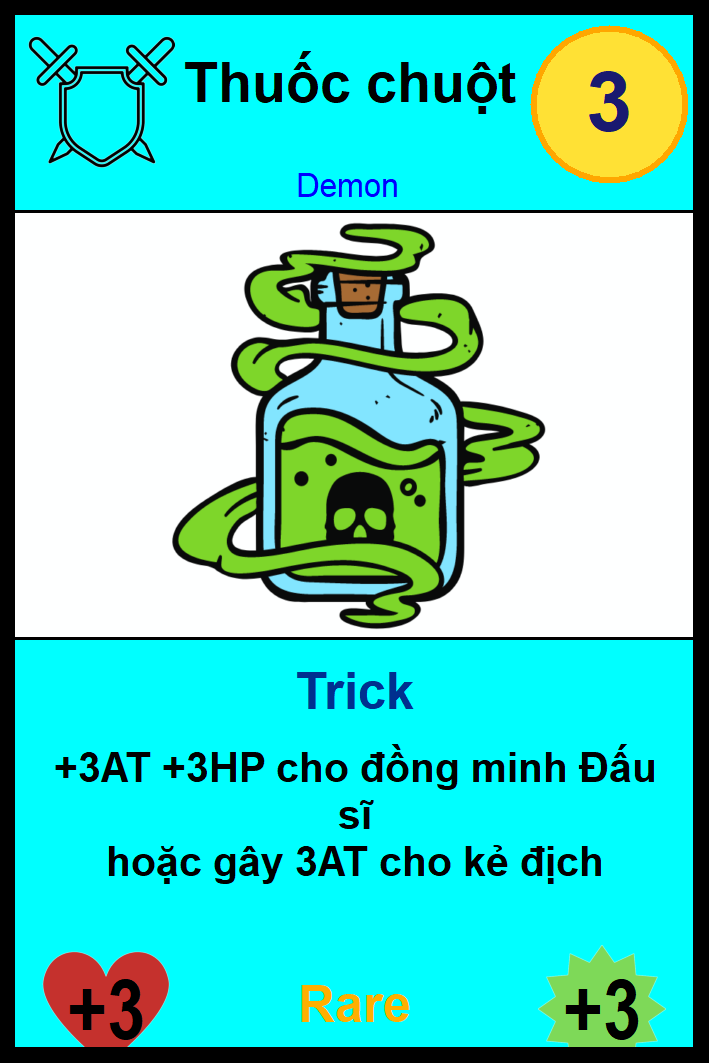 Thuốc chuột
3
Demon
Trick
+3AT +3HP cho đồng minh Đấu
sĩ
hoặc gây 3AT cho kẻ địch
+3
Rare
+3